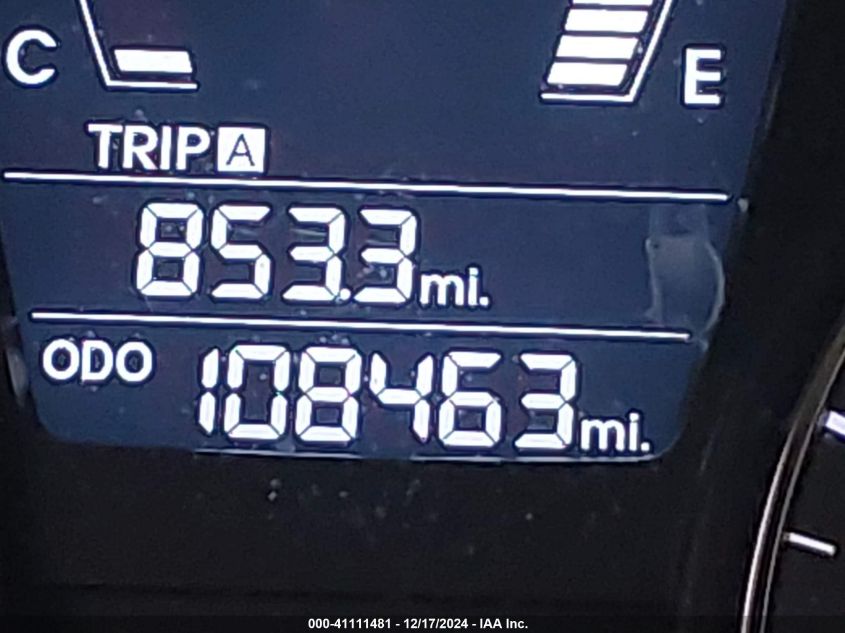 C E
TRIP A
853.3 mi.
ODO 108463 mi.
000-41111481 - 12/17/2024 - IAA Inc.